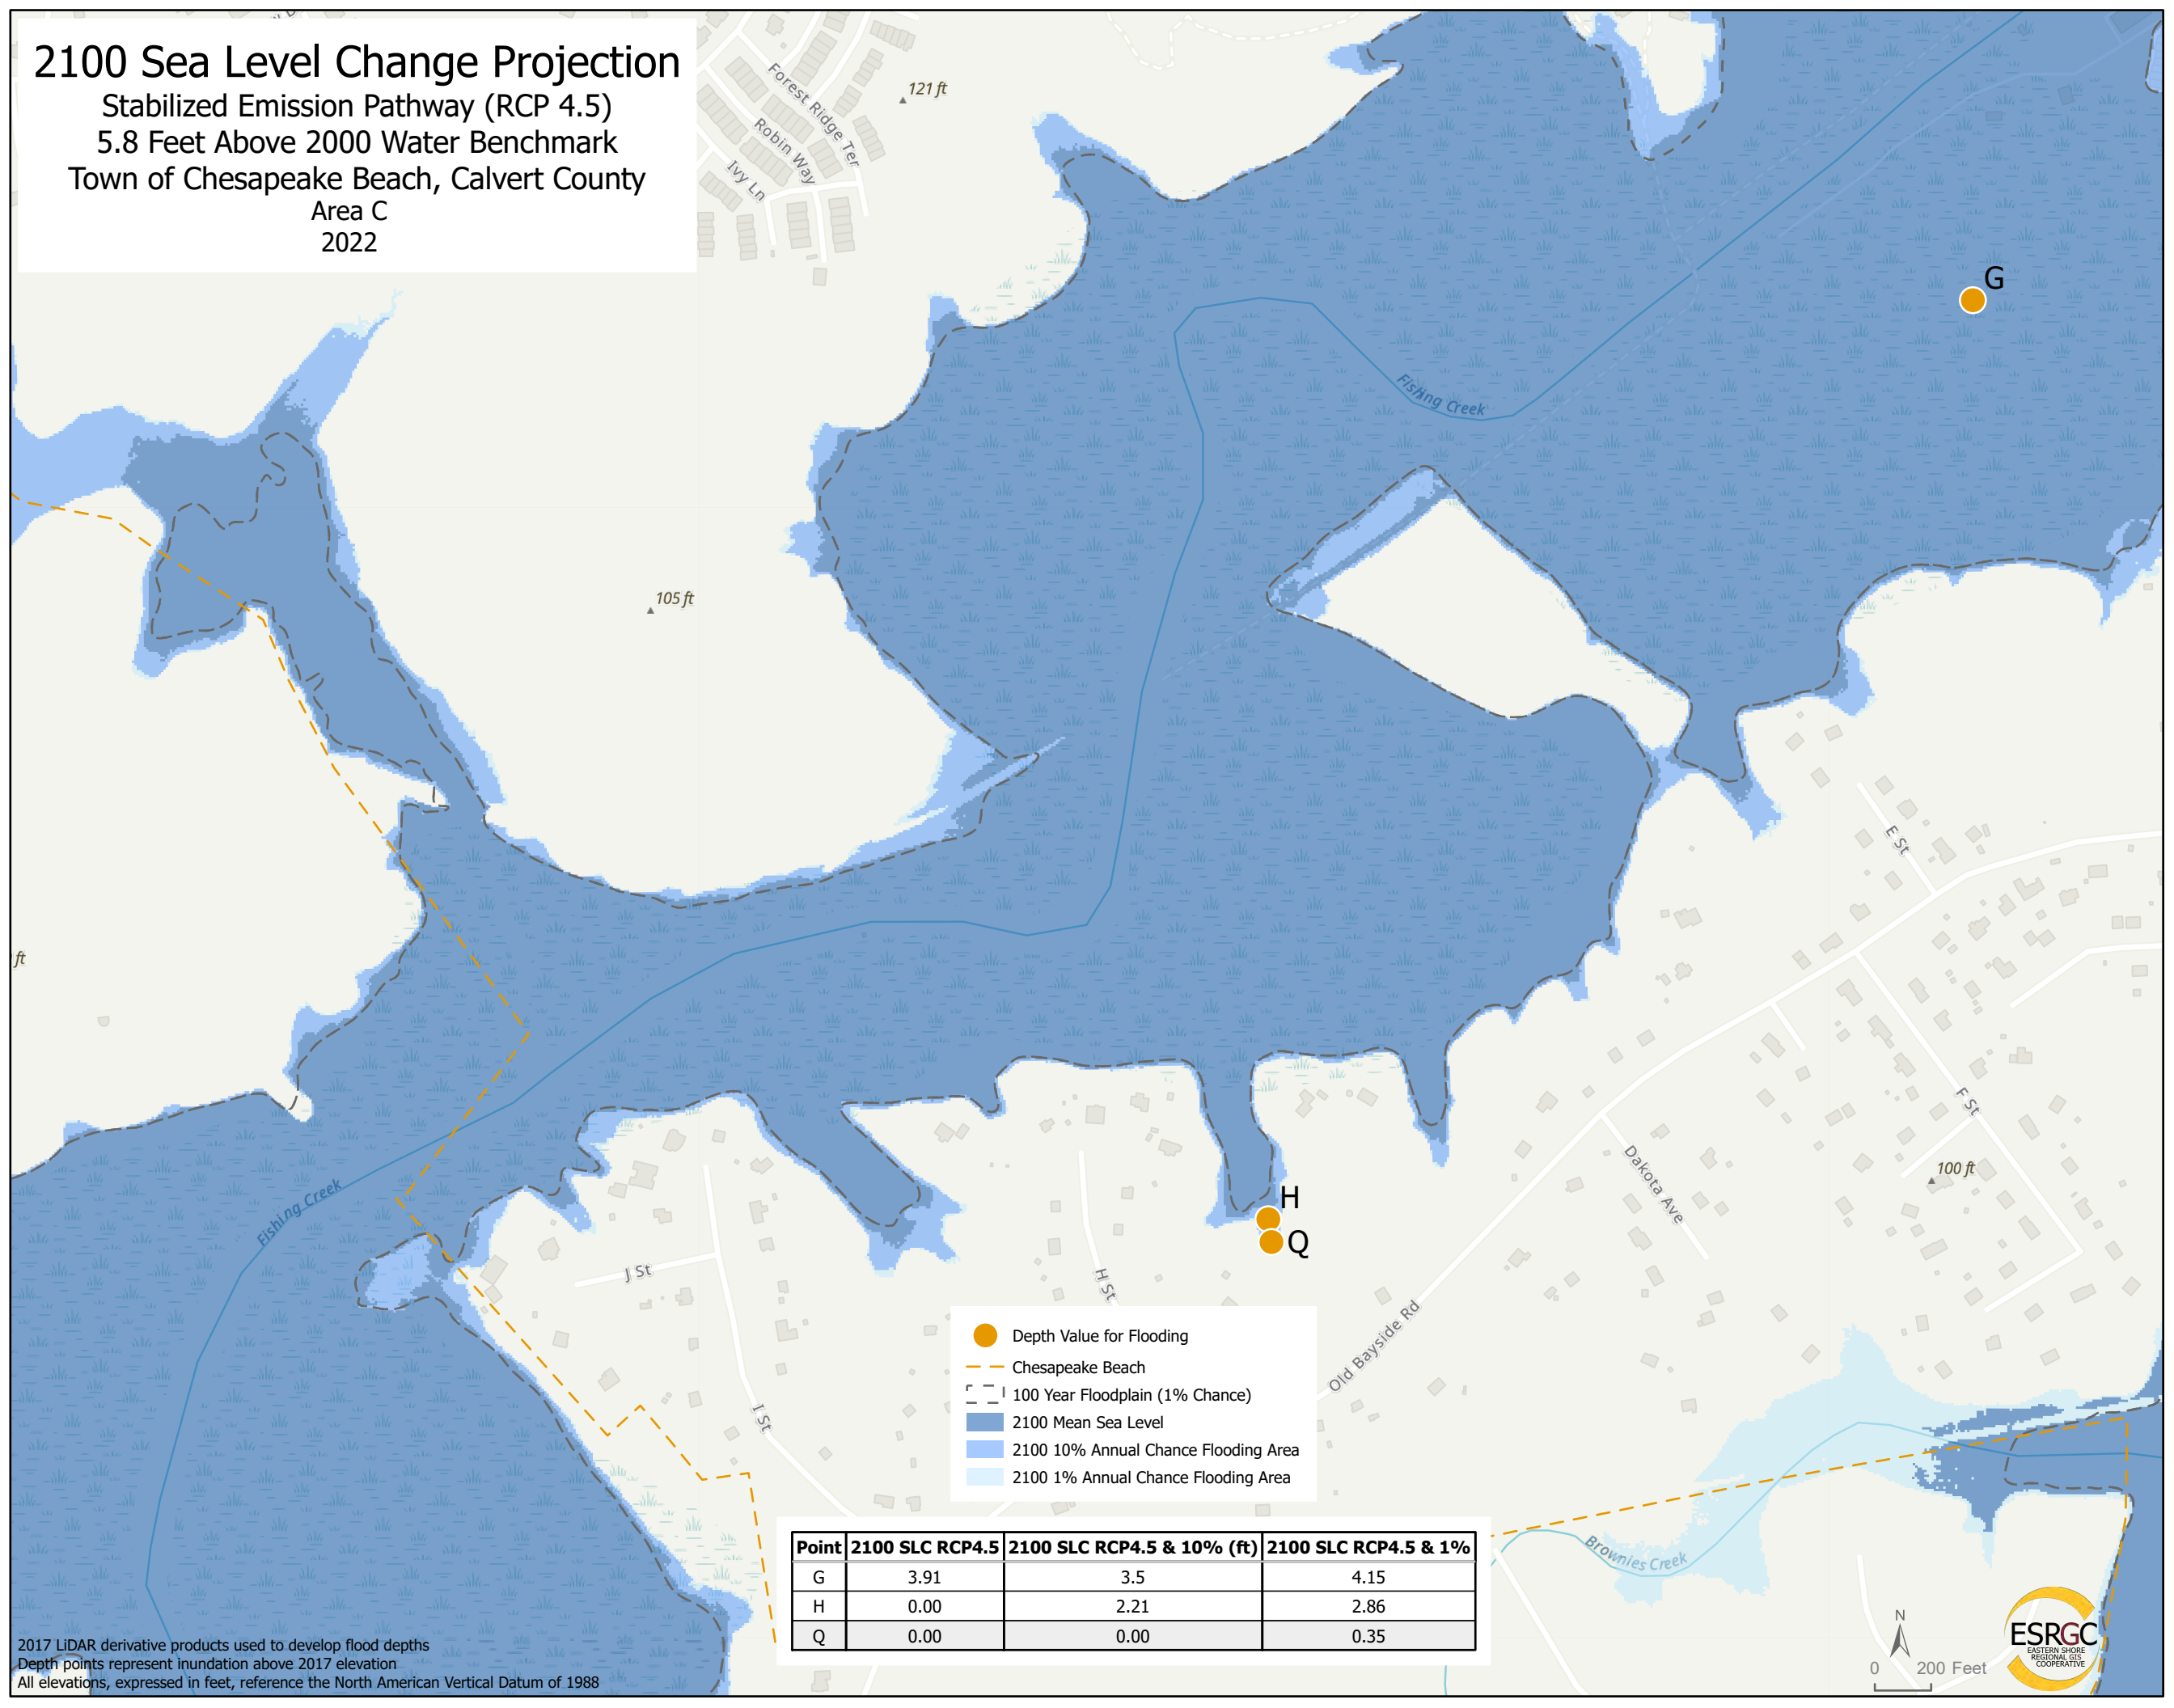 2100 Sea Level Change Projection
Stabilized Emission Pathway (RCP 4.5)
5.8 Feet Above 2000 Water Benchmark
Town of Chesapeake Beach, Calvert County
Area C
2022
Forest Ridge Ter
Robin Way
Ivy Ln
121 ft
G
Fishing Creek
105 ft
ft
E St
F St
Dakota Ave
100 ft
H
Q
Fishing Creek
J St
H St
I St
Old Bayside Rd
Brownies Creek
Depth Value for Flooding
Chesapeake Beach
100 Year Floodplain (1% Chance)
2100 Mean Sea Level
2100 10% Annual Chance Flooding Area
2100 1% Annual Chance Flooding Area
Point 2100 SLC RCP4.5 2100 SLC RCP4.5 & 10% (ft) 2100 SLC RCP4.5 & 1%
G 3.91 3.5 4.15
H 0.00 2.21 2.86
Q 0.00 0.00 0.35
2017 LiDAR derivative products used to develop flood depths
Depth points represent inundation above 2017 elevation
All elevations, expressed in feet, reference the North American Vertical Datum of 1988
N
0 200 Feet
ESRGC
EASTERN SHORE
REGIONAL GIS
COOPERATIVE